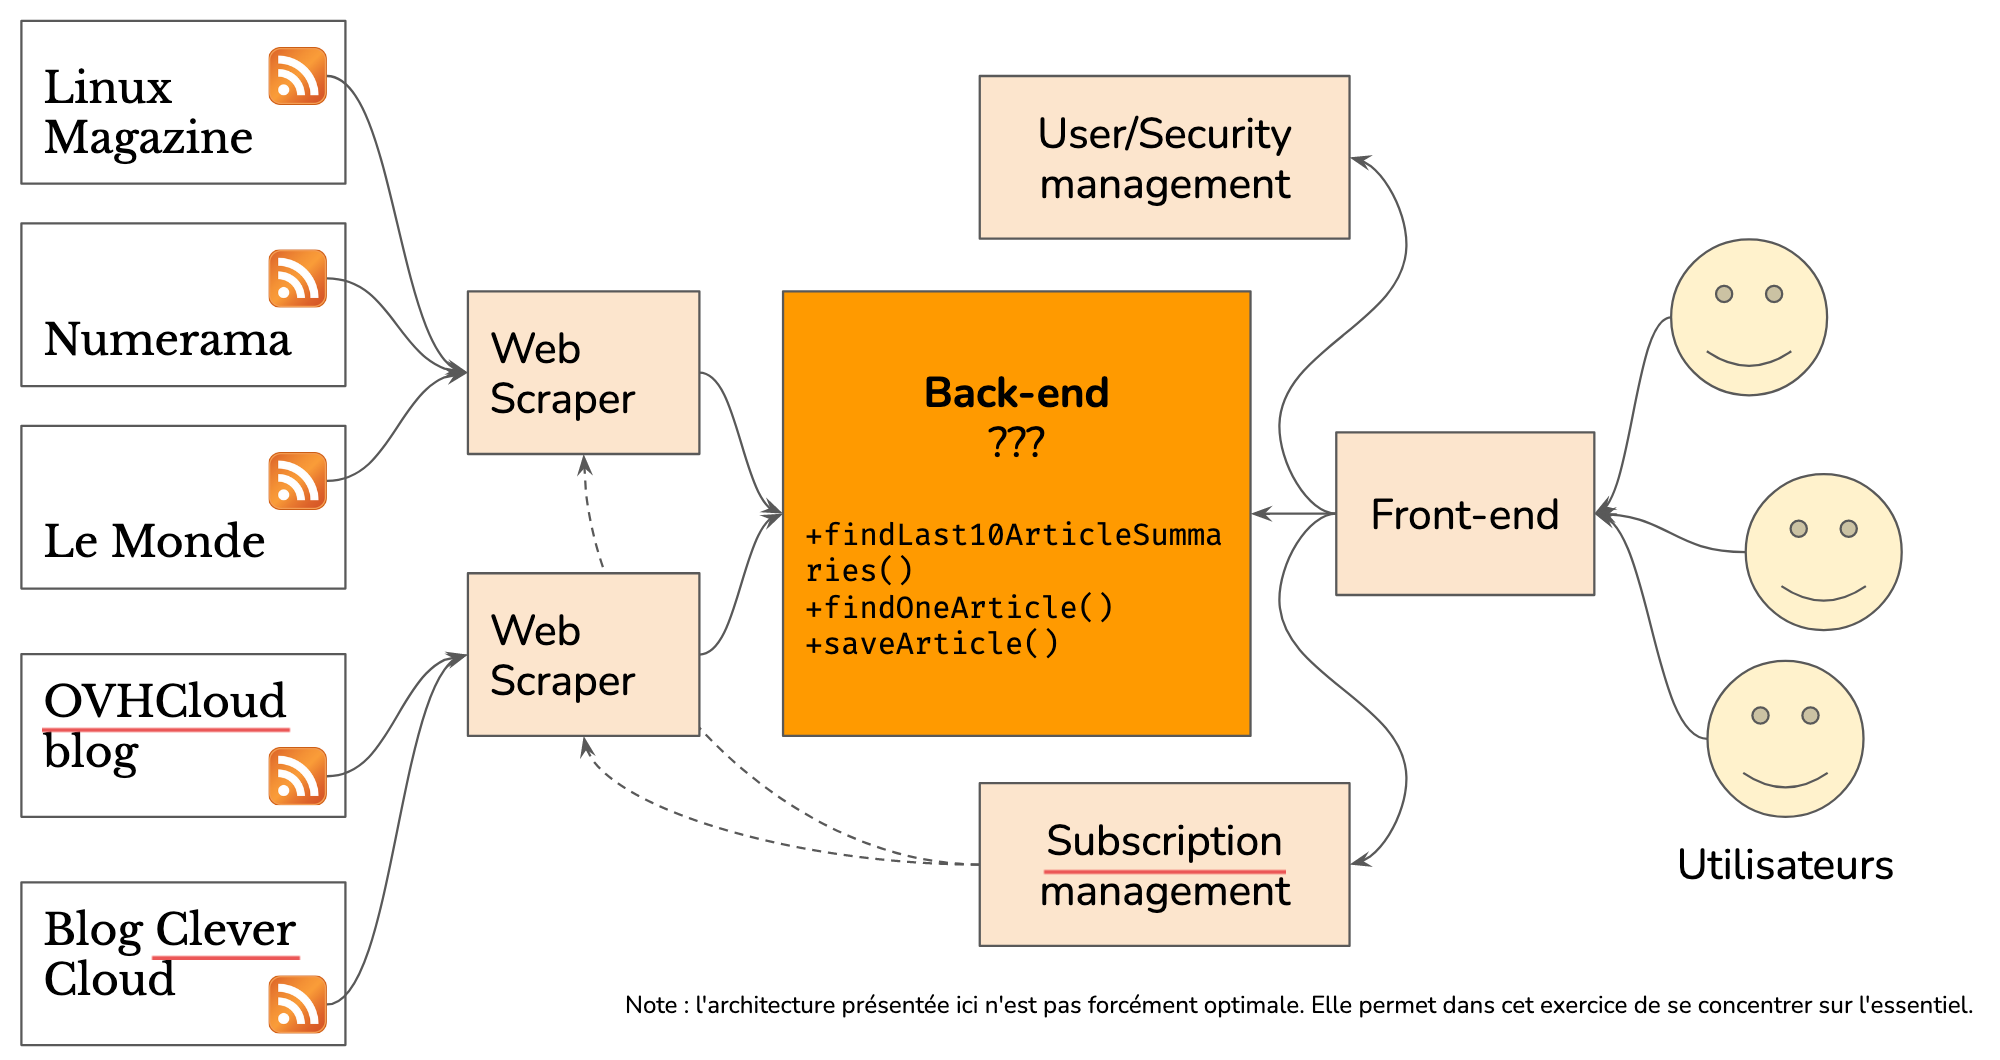 Linux
Magazine
Numerama
Le Monde
OVHCloud
blog
Blog Clever
Cloud
Web
Scraper
Web
Scraper
Back-end
???
+findLast10ArticleSumma
ries()
+findOneArticle()
+saveArticle()
User/Security
management
Subscription
management
Front-end
Utilisateurs
Note : l'architecture présentée ici n'est pas forcément optimale. Elle permet dans cet exercice de se concentrer sur l'essentiel.